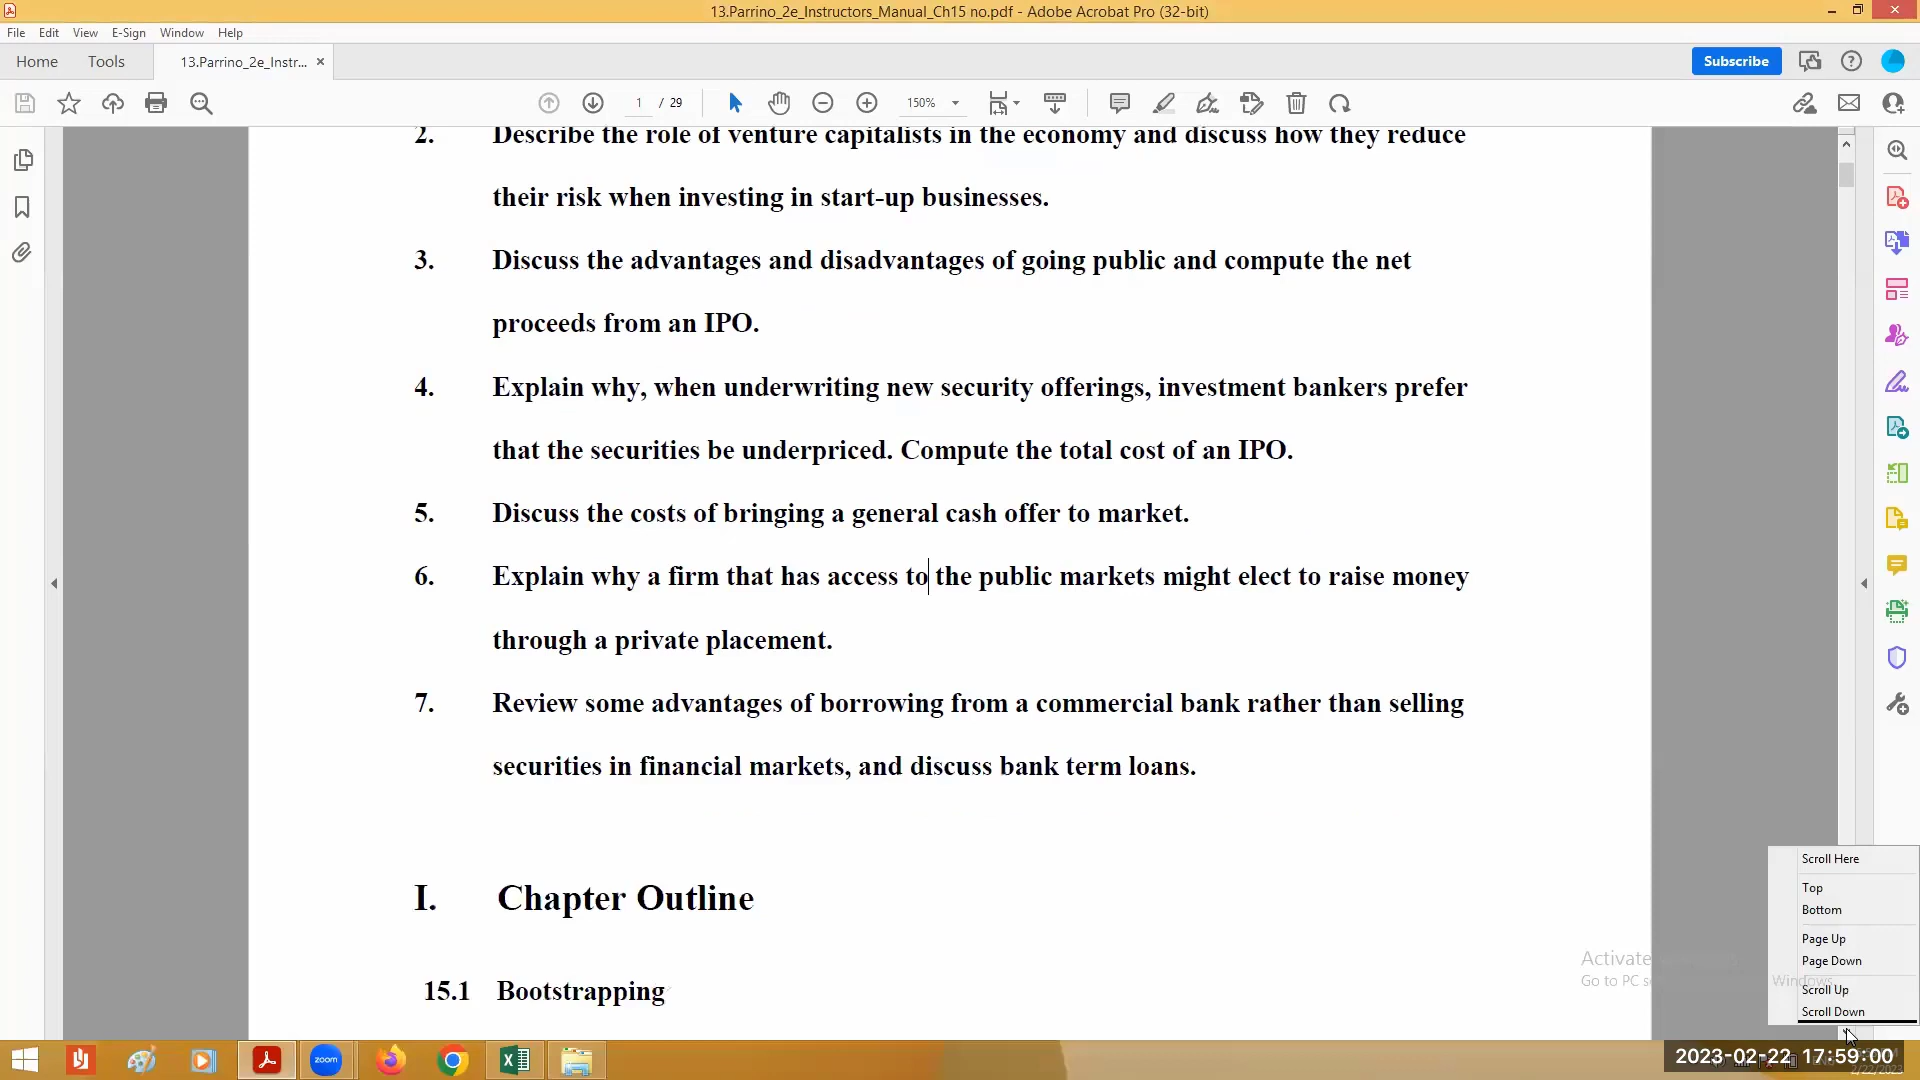 13.Parrino_2e_Instructors_Manual_Ch15 no.pdf - Adobe Acrobat Pro (32-bit)
File Edit View E-Sign Window Help
Home Tools 13.Parrino_2e_Instr... Subscribe
1 / 29 150%
2. Describe the role of venture capitalists in the economy and discuss how they reduce
their risk when investing in start-up businesses.
3. Discuss the advantages and disadvantages of going public and compute the net
proceeds from an IPO.
4. Explain why, when underwriting new security offerings, investment bankers prefer
that the securities be underpriced. Compute the total cost of an IPO.
5. Discuss the costs of bringing a general cash offer to market.
6. Explain why a firm that has access to the public markets might elect to raise money
through a private placement.
7. Review some advantages of borrowing from a commercial bank rather than selling
securities in financial markets, and discuss bank term loans.
I. Chapter Outline
15.1 Bootstrapping
Scroll Here
Top
Bottom
Page Up
Page Down
Scroll Up
Scroll Down
Activate
Go to PC
Windows
zoom
2023-02-22 17:59:00
2/22/2023